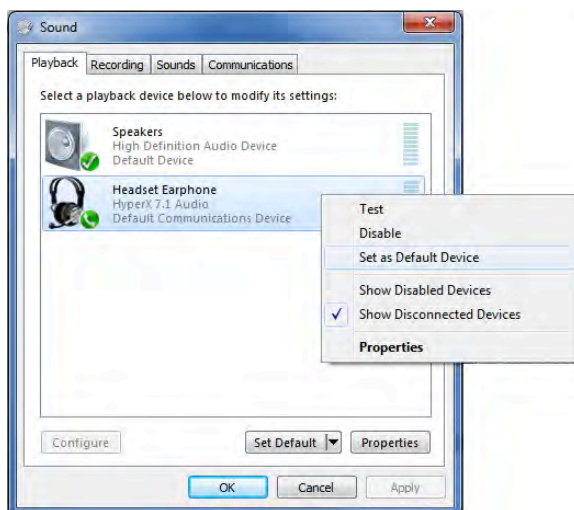 Sound
Playback Recording Sounds Communications
Select a playback device below to modify its settings:
Speakers
High Definition Audio Device
Default Device
Headset Earphone
HyperX 7.1 Audio
Default Communications Device
Test
Disable
Set as Default Device
Show Disabled Devices
Show Disconnected Devices
Properties
Configure Set Default Properties
OK Cancel Apply